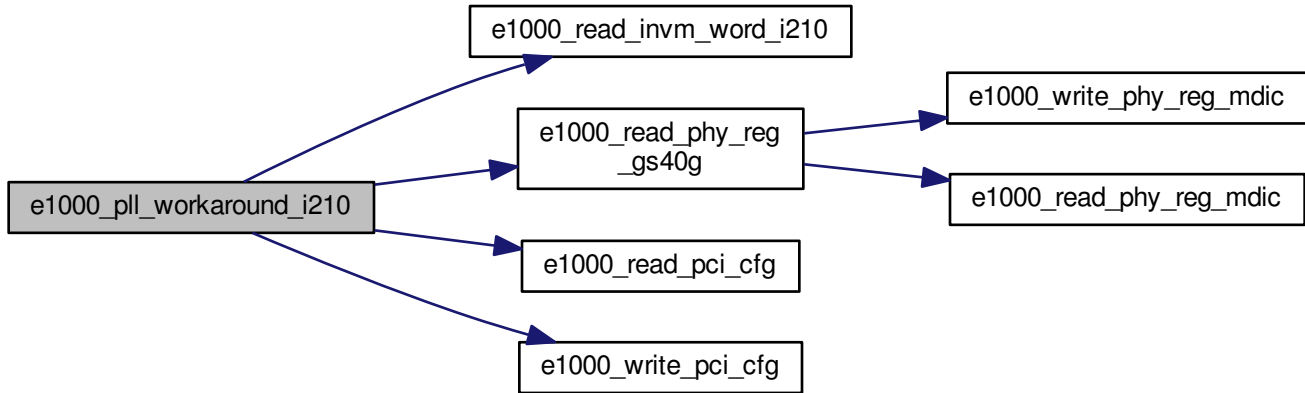 e1000_read_invm_word_i210
e1000_write_phy_reg_mdic
e1000_read_phy_reg
_gs40g
e1000_read_phy_reg_mdic
e1000_pll_workaround_i210
e1000_read_pci_cfg
e1000_write_pci_cfg